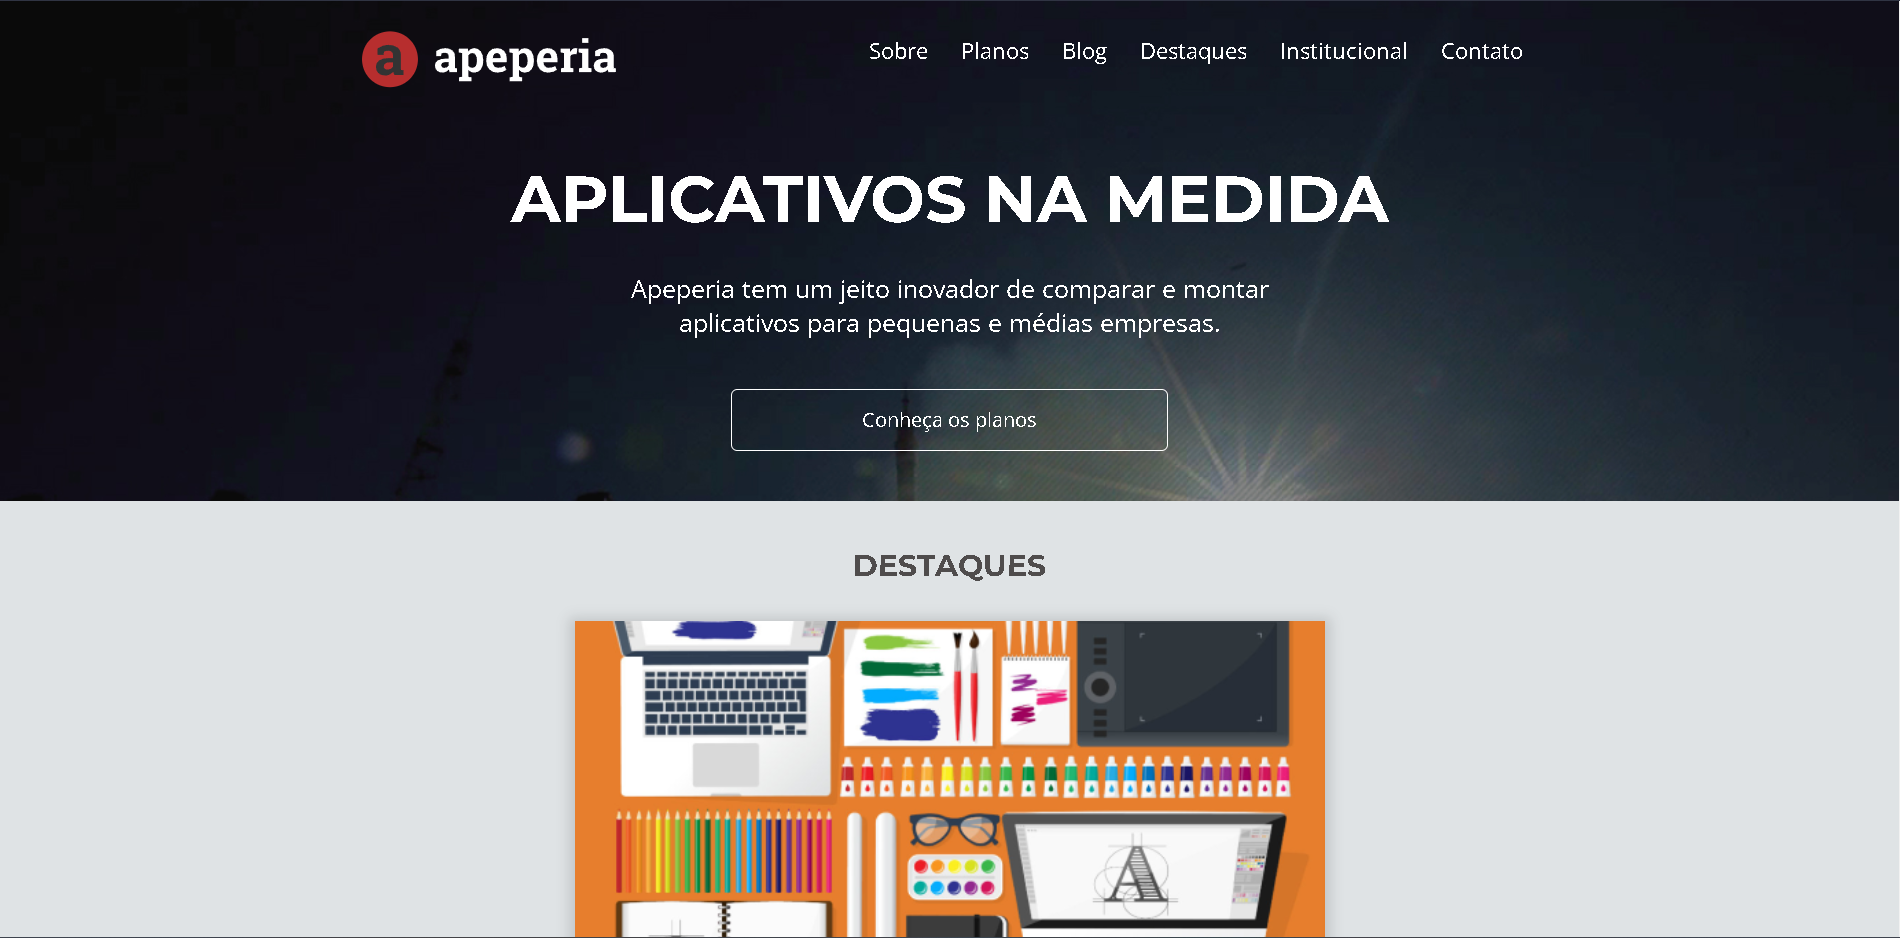 a apeperia
Sobre Planos Blog Destaques Institucional Contato
APLICATIVOS NA MEDIDA
Apeperia tem um jeito inovador de comparar e montar
aplicativos para pequenas e médias empresas.
Conheça os planos
DESTAQUES
A